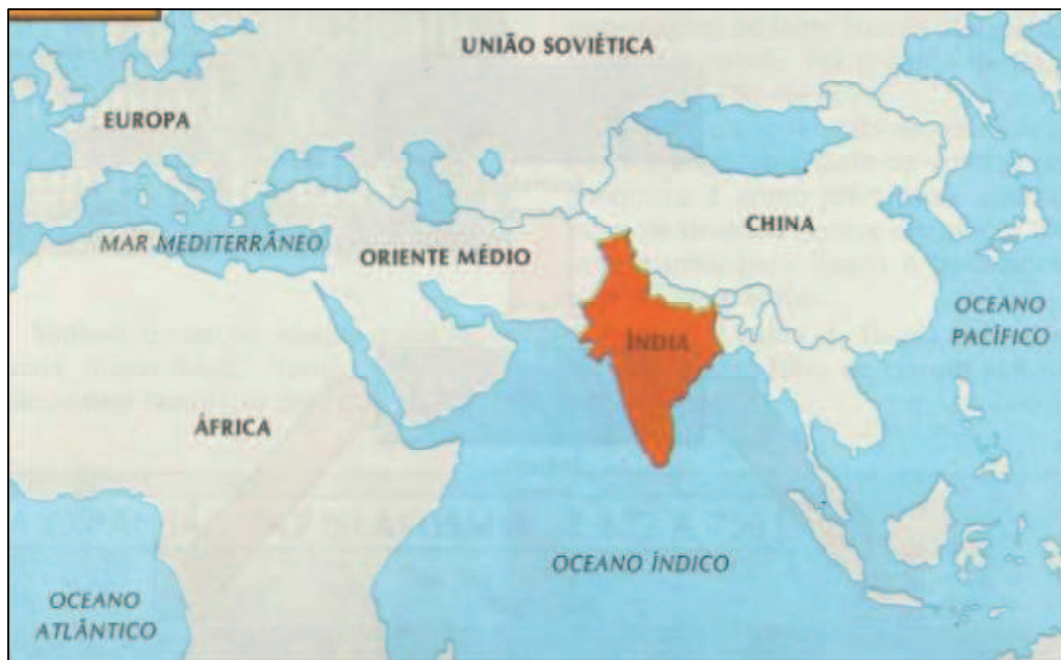 UNIÃO SOVIÉTICA
EUROPA
CHINA
MAR MEDITERRÂNEO
ORIENTE MÉDIO
OCEANO
PACÍFICO
ÍNDIA
ÁFRICA
OCEANO ÍNDICO
OCEANO
ATLÂNTICO